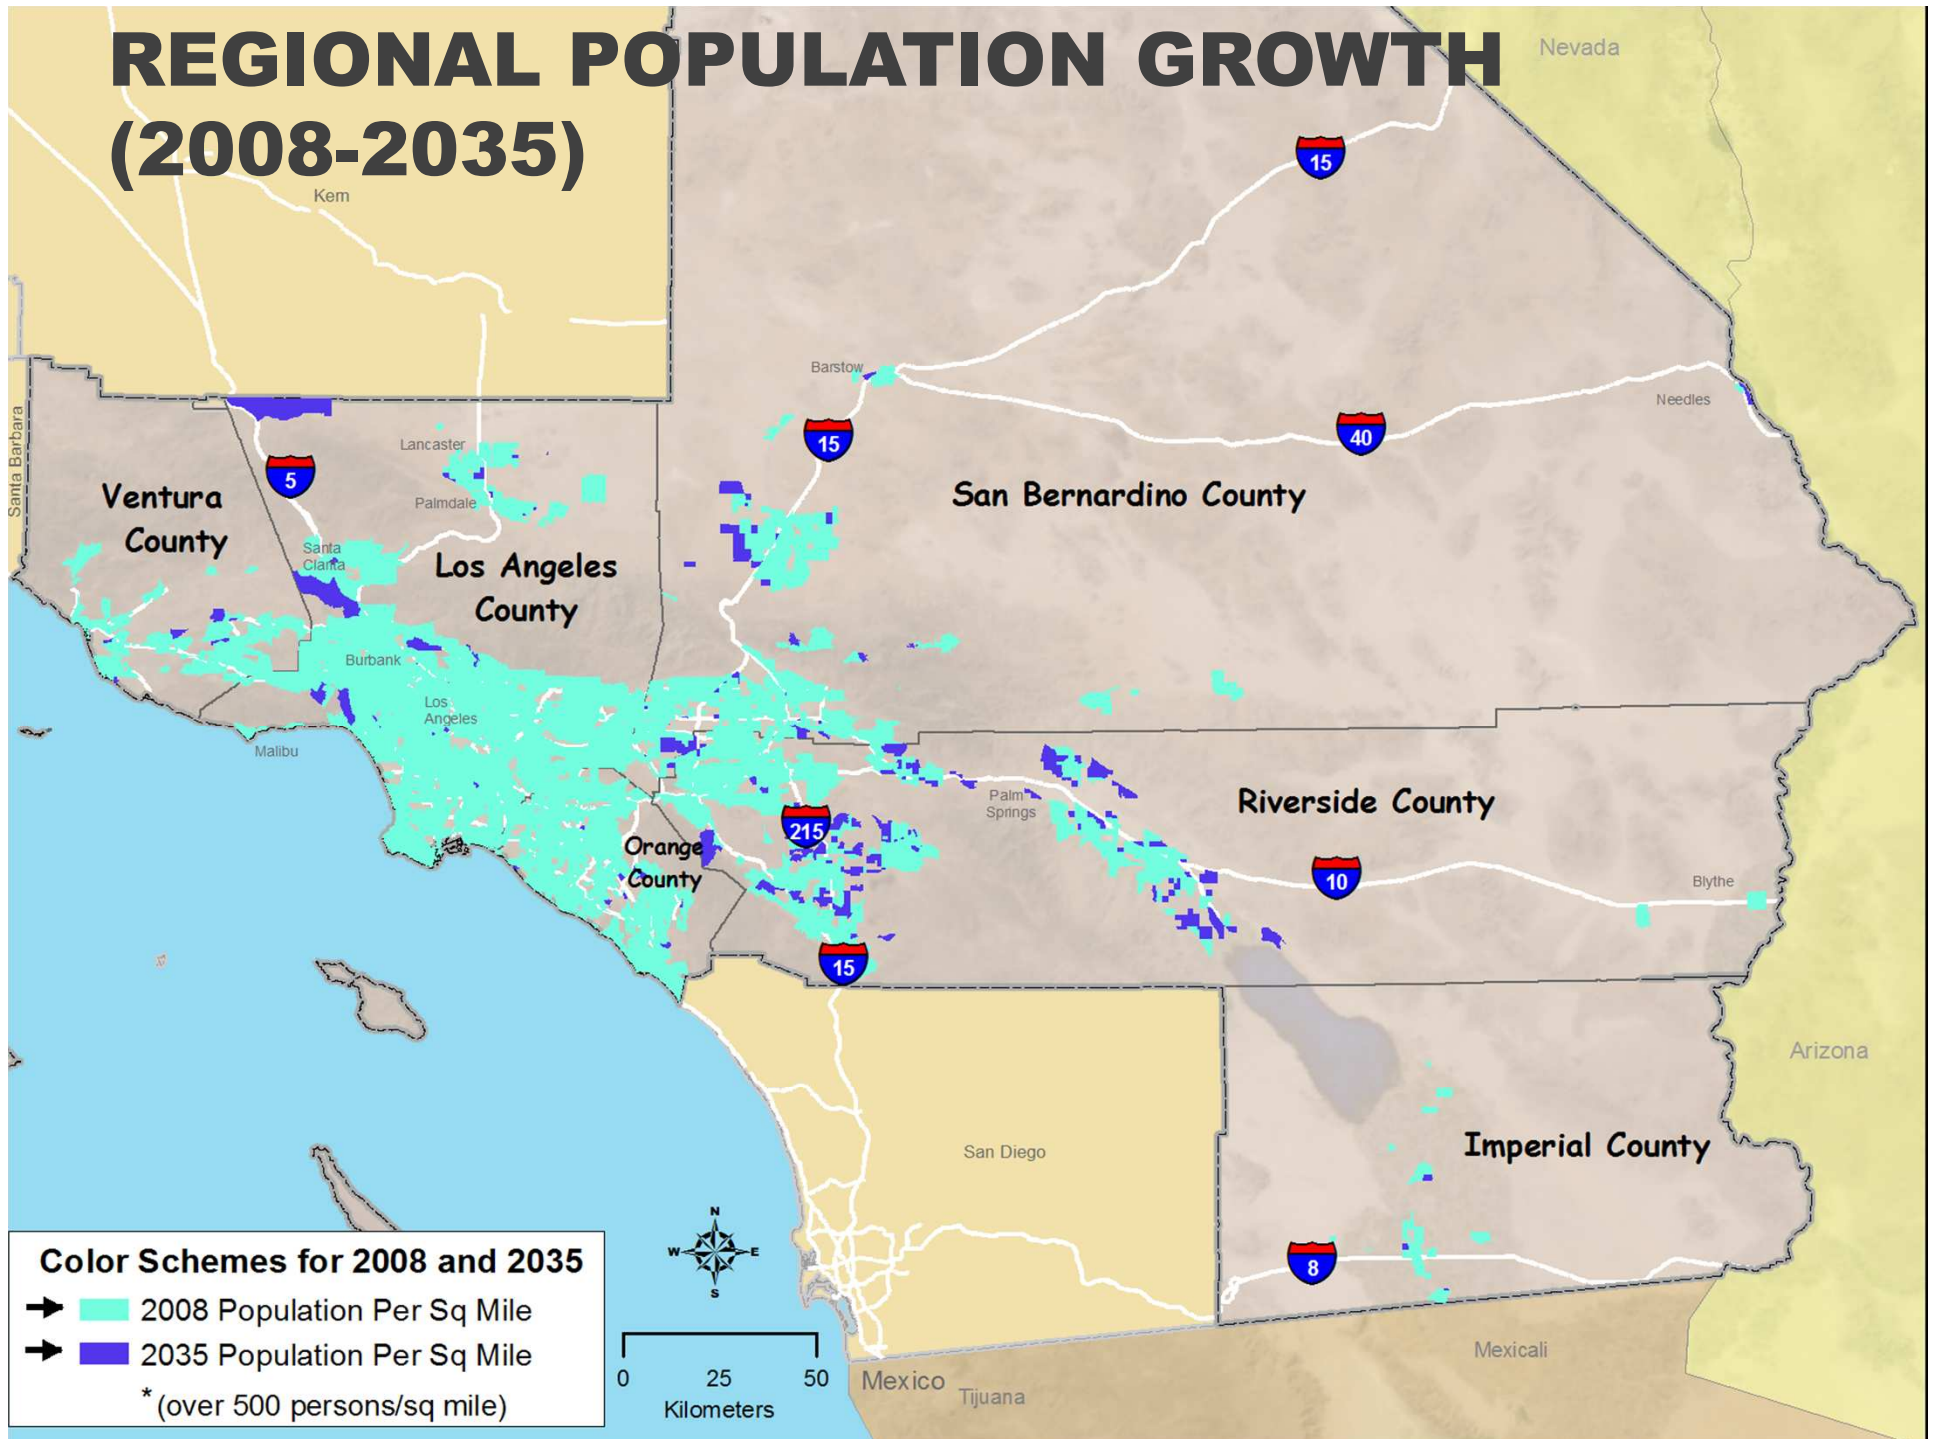 REGIONAL POPULATION GROWTH
(2008-2035)
Nevada
Kern
15
Barstow
Needles
Santa Barbara
Lancaster
15
40
5
Palmdale
Ventura
County
San Bernardino County
Santa
Clarita
Los Angeles
County
Burbank
Los
Angeles
Malibu
Palm
Springs
Riverside County
215
Orange
County
10
Blythe
15
Arizona
San Diego
Imperial County
N
W
E
S
8
Color Schemes for 2008 and 2035
2008 Population Per Sq Mile
2035 Population Per Sq Mile
* (over 500 persons/sq mile)
0 25 50
Kilometers
Mexico
Tijuana
Mexicali